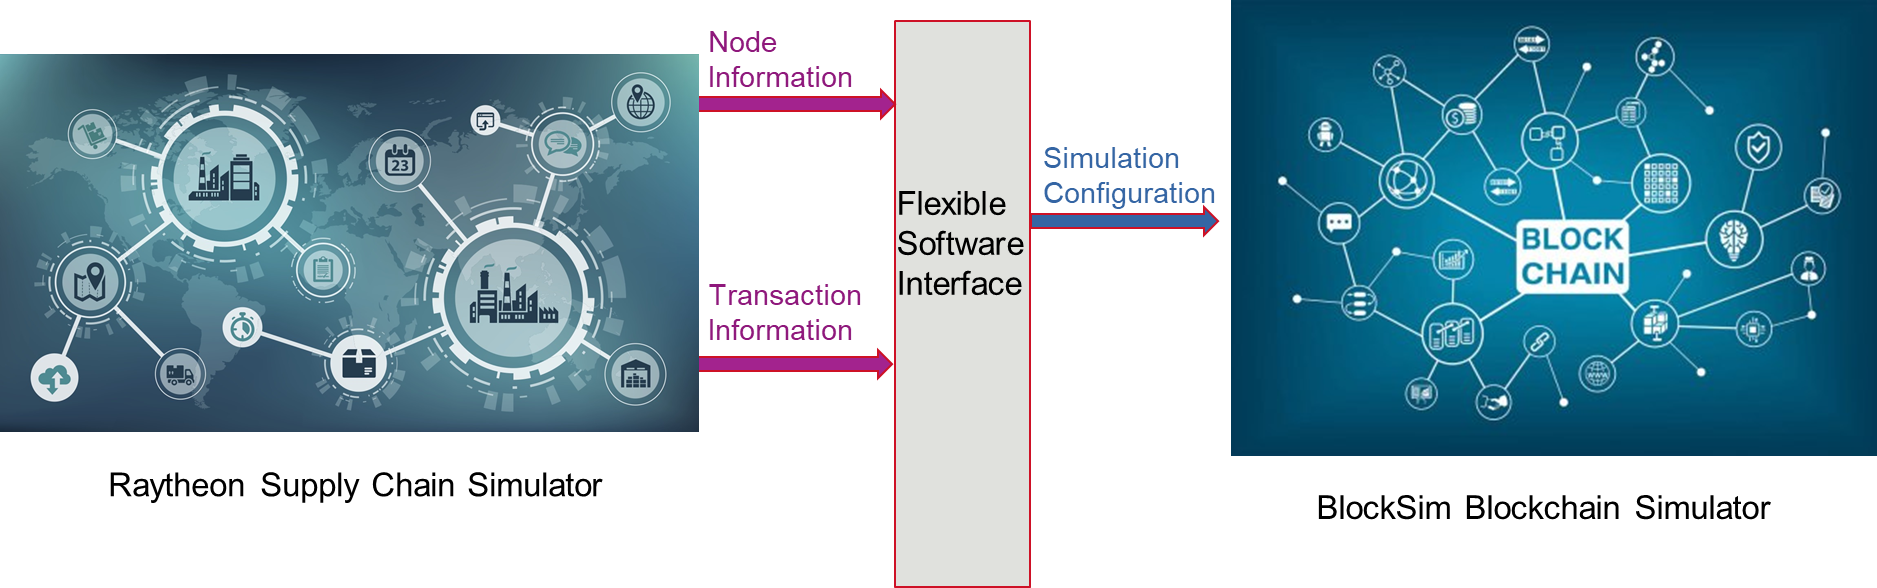 Node
Information
23
Transaction
Information
Raytheon Supply Chain Simulator
Flexible
Software
Interface
Simulation
Configuration
$
BLOCK
CHAIN
WWW
BlockSim Blockchain Simulator